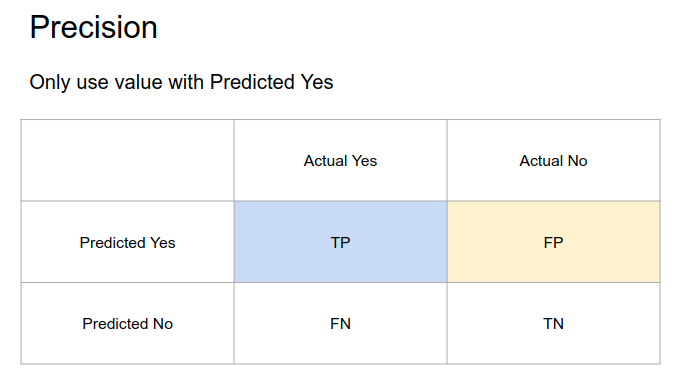 Precision
Only use value with Predicted Yes
Actual Yes
Actual No
Predicted Yes
TP
FP
Predicted No
FN
TN